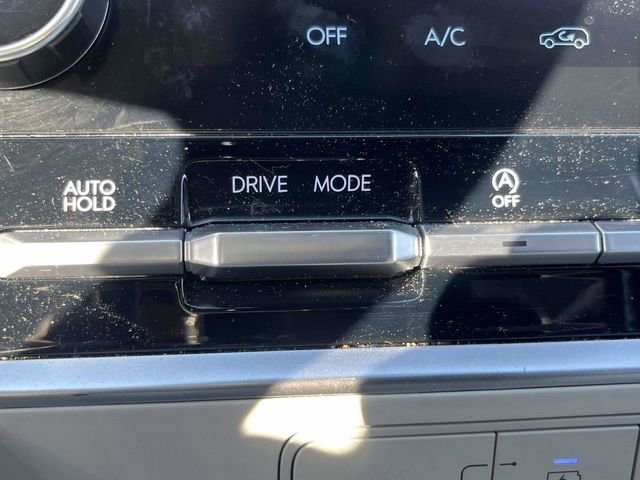 OFF A/C
AUTO HOLD
DRIVE MODE
A OFF